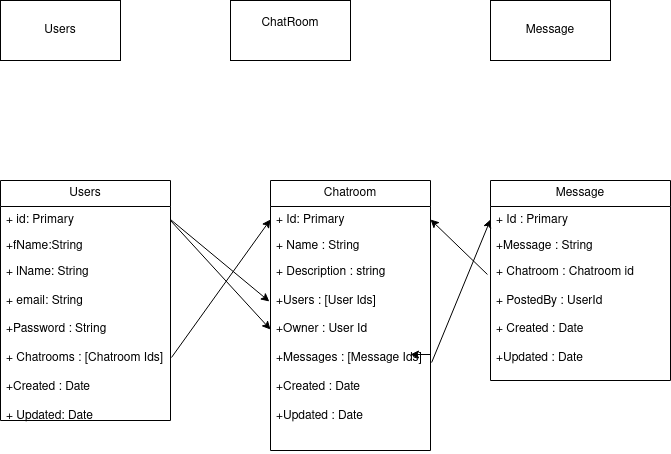 Users
ChatRoom
Message
Users
+ id: Primary
+fName:String
+ lName: String
+ email: String
+Password : String
+ Chatrooms : [Chatroom Ids]
+Created : Date
+ Updated: Date
Chatroom
+ Id: Primary
+ Name : String
+ Description : string
+Users : [User Ids]
+Owner : User Id
+Messages : [Message Ids]
+Created : Date
+Updated : Date
Message
+ Id : Primary
+Message : String
+ Chatroom : Chatroom id
+ PostedBy : UserId
+ Created : Date
+Updated : Date